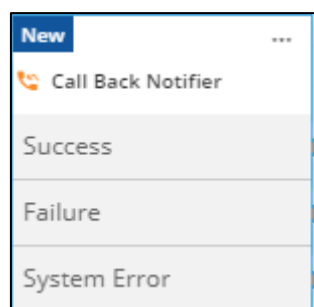 New
...
Call Back Notifier
Success
Failure
System Error